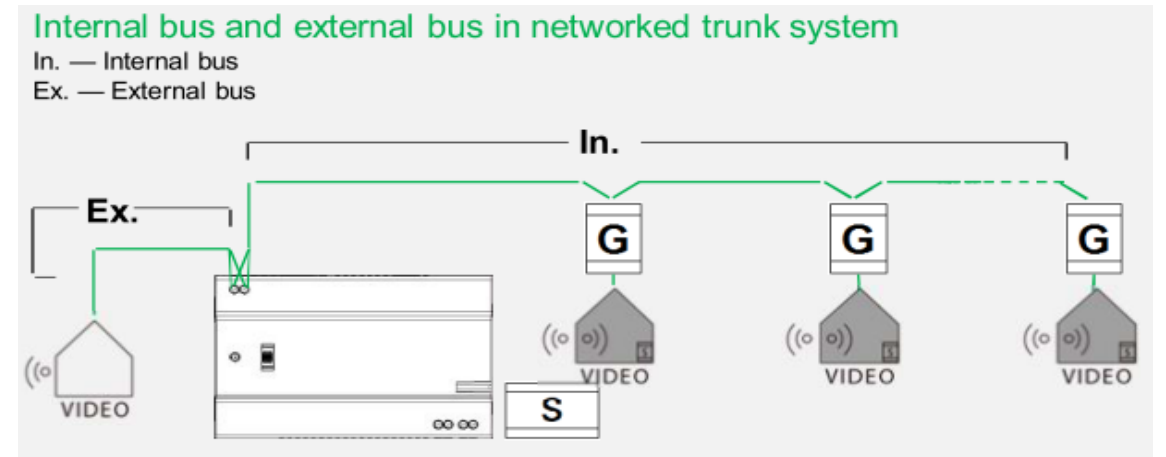 Internal bus and external bus in networked trunk system
In. — Internal bus
Ex. — External bus
In.
Ex.
G G G
S S S
VIDEO VIDEO VIDEO
VIDEO
S